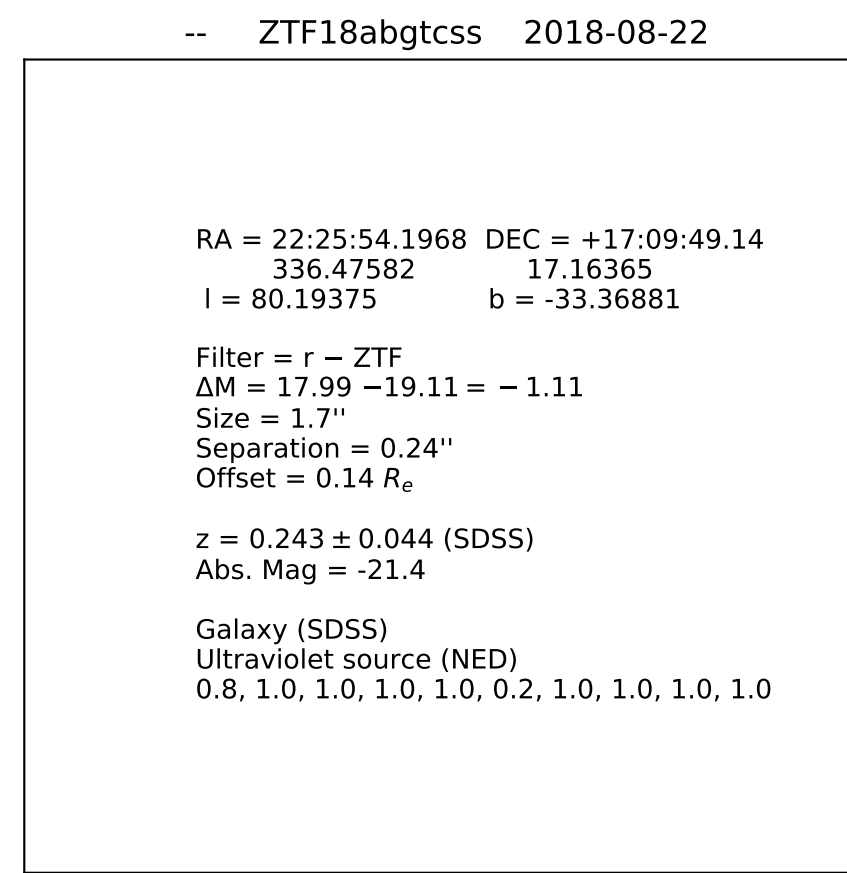 -- ZTF18abgtcss 2018-08-22
RA = 22:25:54.1968 DEC = +17:09:49.14
336.47582 17.16365
l = 80.19375 b = -33.36881
Filter = r − ZTF
ΔM = 17.99 −19.11 = − 1.11
Size = 1.7''
Separation = 0.24''
Offset = 0.14 Rₑ
z = 0.243 ± 0.044 (SDSS)
Abs. Mag = -21.4
Galaxy (SDSS)
Ultraviolet source (NED)
0.8, 1.0, 1.0, 1.0, 1.0, 0.2, 1.0, 1.0, 1.0, 1.0